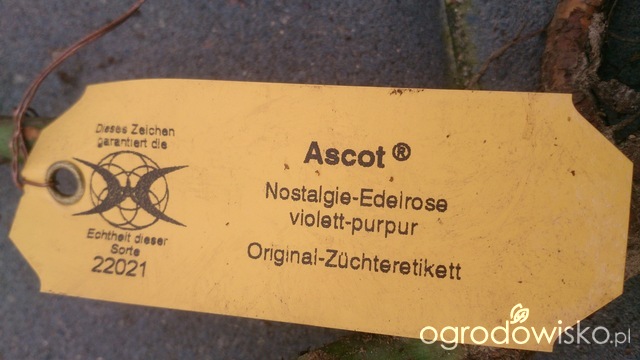 Dieses Zeichen
garantiert die
Echtheit dieser
Sorte
22021
Ascot ®
Nostalgie-Edelrose
violett-purpur
Original-Züchteretikett
ogrodowisko.pl